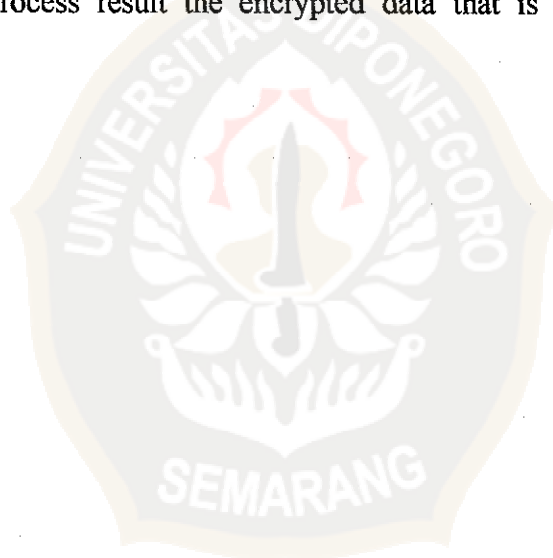 rocess result the encrypted data that is
UNIVERSITAS DIPONEGORO
SEMARANG